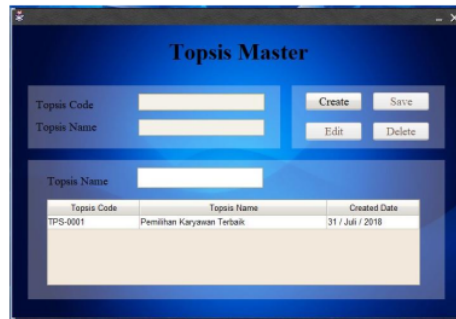 Topsis Master
Topsis Code
Topsis Name
Create Save
Edit Delete
Topsis Name
Topsis Code Topsis Name Created Date
TPS-0001 Pemilihan Karyawan Terbaik 31 / Juli / 2018